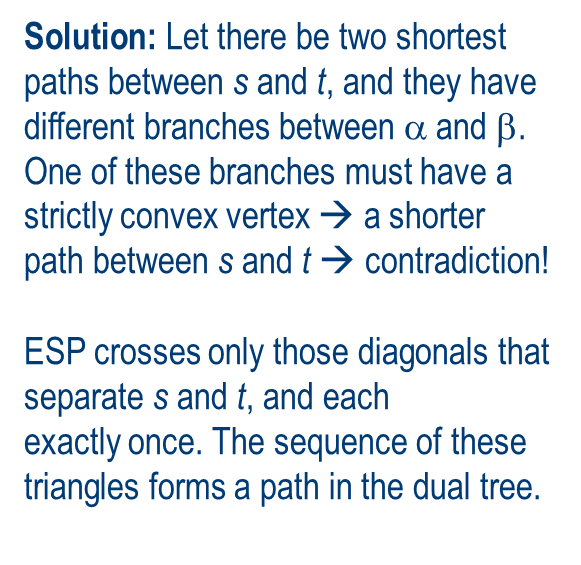 Solution: Let there be two shortest
paths between s and t, and they have
different branches between α and β.
One of these branches must have a
strictly convex vertex → a shorter
path between s and t → contradiction!
ESP crosses only those diagonals that
separate s and t, and each
exactly once. The sequence of these
triangles forms a path in the dual tree.